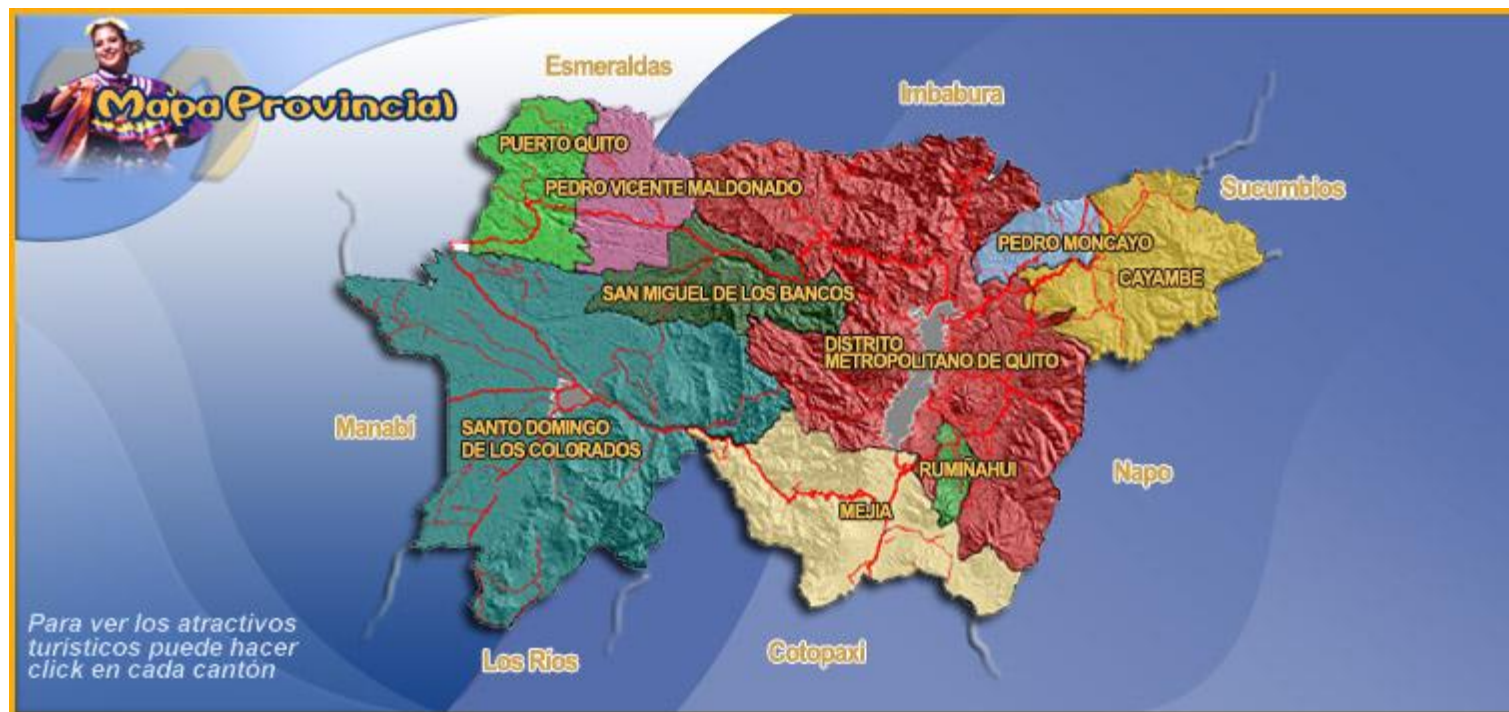 Mapa Provincial
Esmeraldas
Imbabura
Sucumbios
PUERTO QUITO
PEDRO VICENTE MALDONADO
PEDRO MONCAYO
CAYAMBE
SAN MIGUEL DE LOS BANCOS
DISTRITO
METROPOLITANO DE QUITO
Manabí
SANTO DOMINGO
DE LOS COLORADOS
RUMIÑAHUI
Napo
MEJIA
Para ver los atractivos
turísticos puede hacer
click en cada cantón
Los Ríos
Cotopaxi